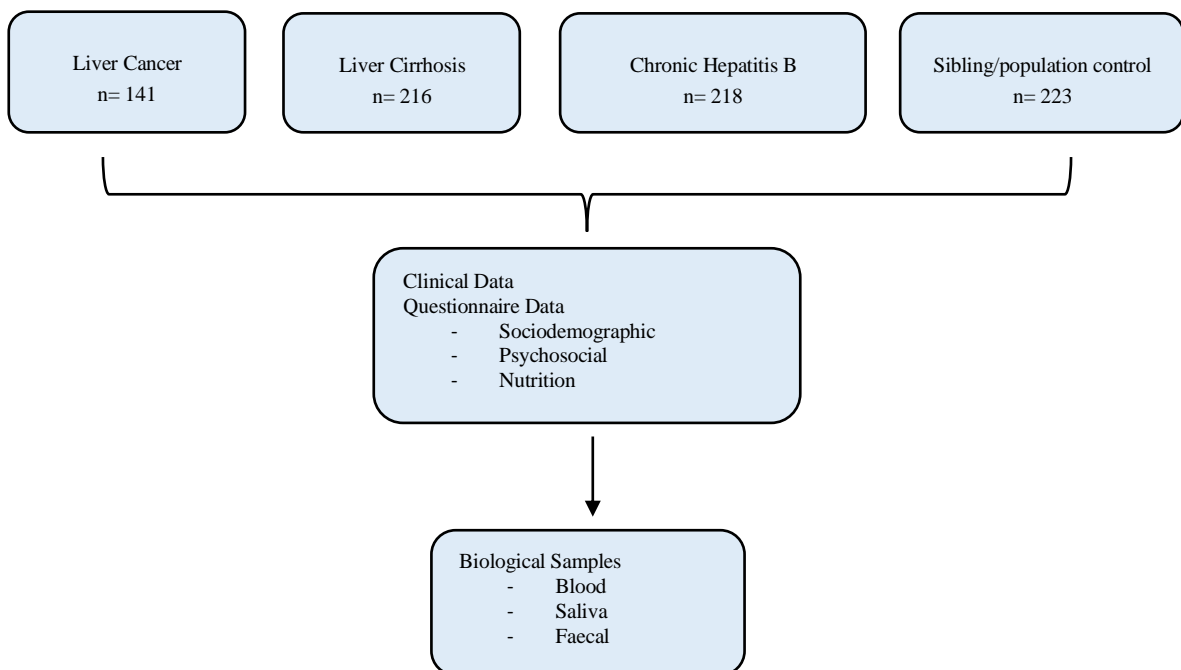 Liver Cancer
n= 141
Liver Cirrhosis
n= 216
Chronic Hepatitis B
n= 218
Sibling/population control
n= 223
Clinical Data
Questionnaire Data
- Sociodemographic
- Psychosocial
- Nutrition
Biological Samples
- Blood
- Saliva
- Faecal